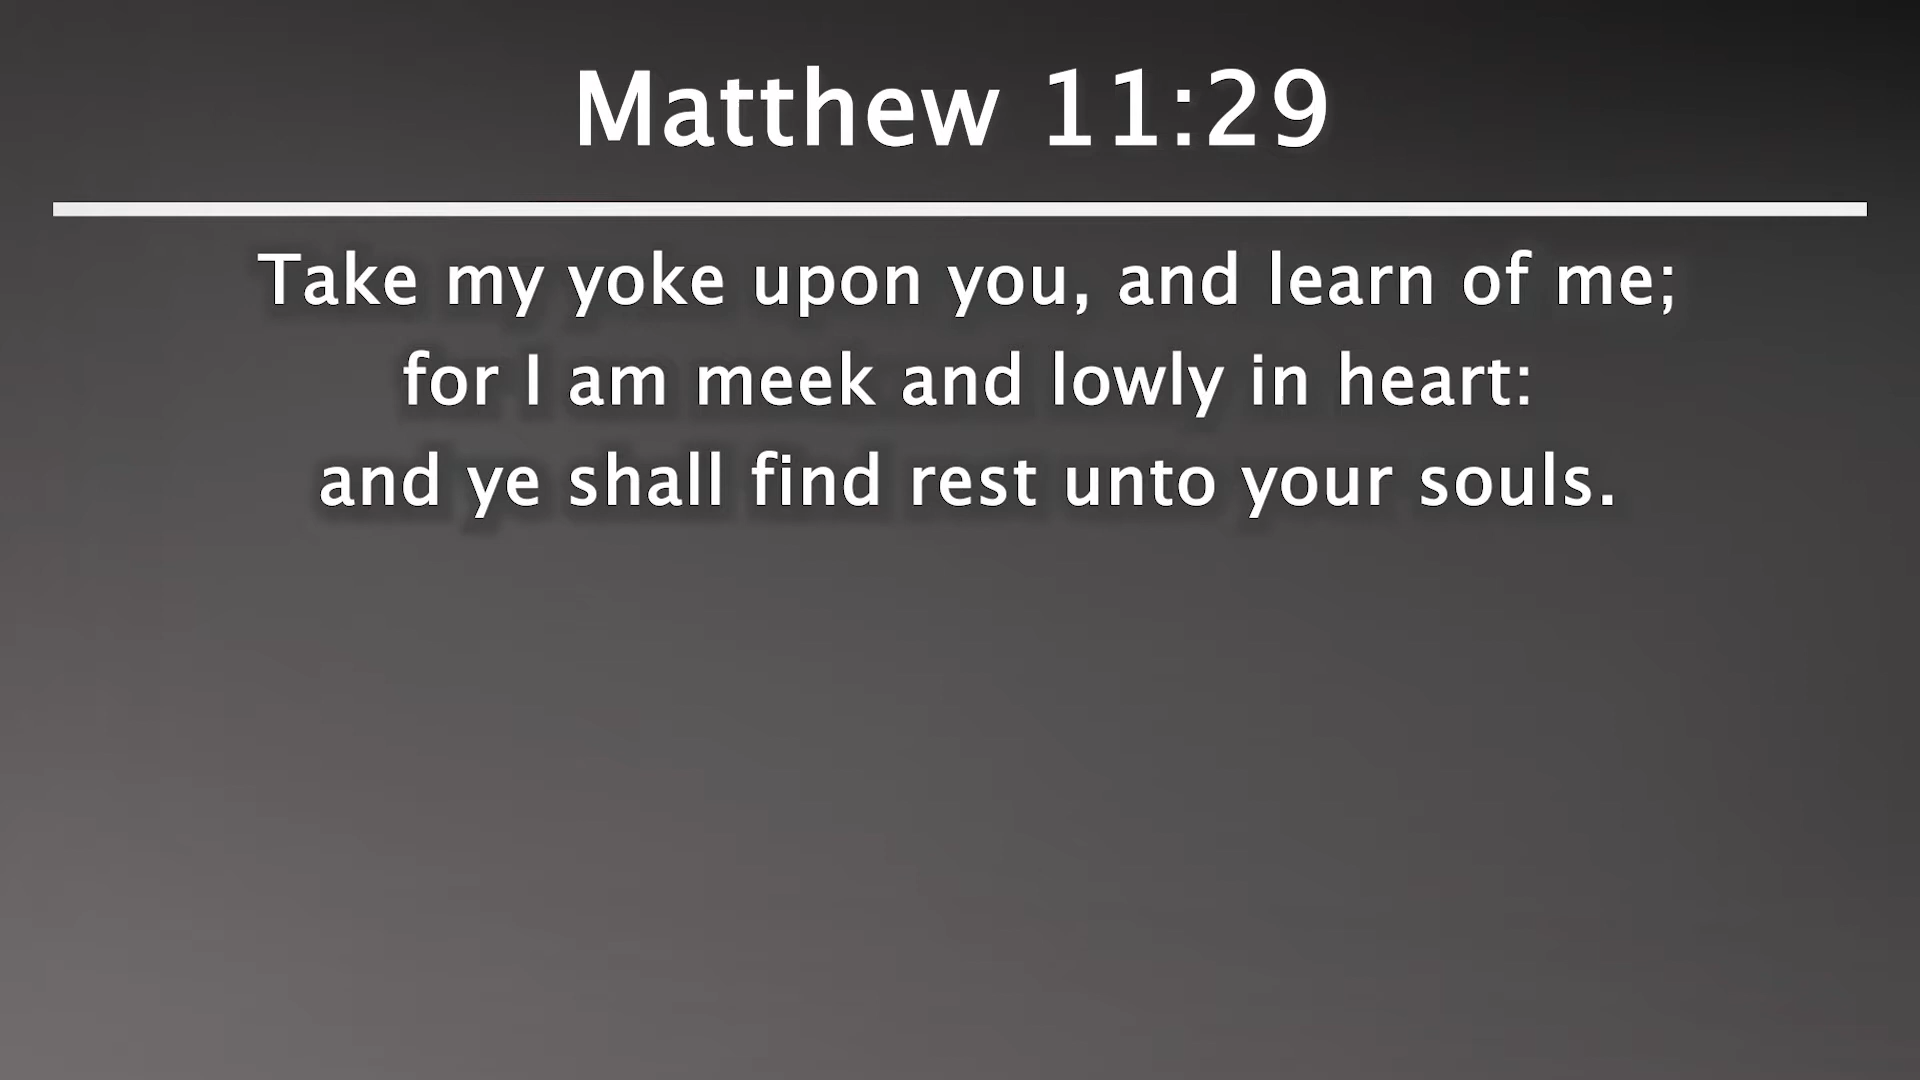 Matthew 11:29
Take my yoke upon you, and learn of me;
for I am meek and lowly in heart:
and ye shall find rest unto your souls.